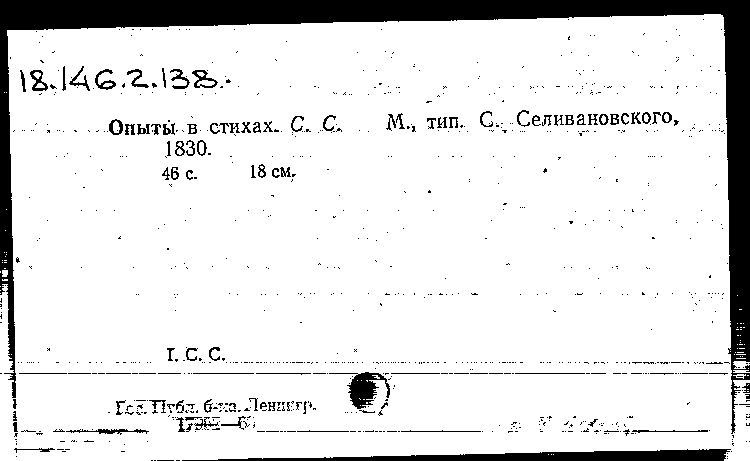 18.146.2.138.
Опыты в стихах. С. С. М., тип. С. Селивановского,
1830.
46 с. 18 см.
I. С. С.
Гос. Публ. б-ка. Ленингр.